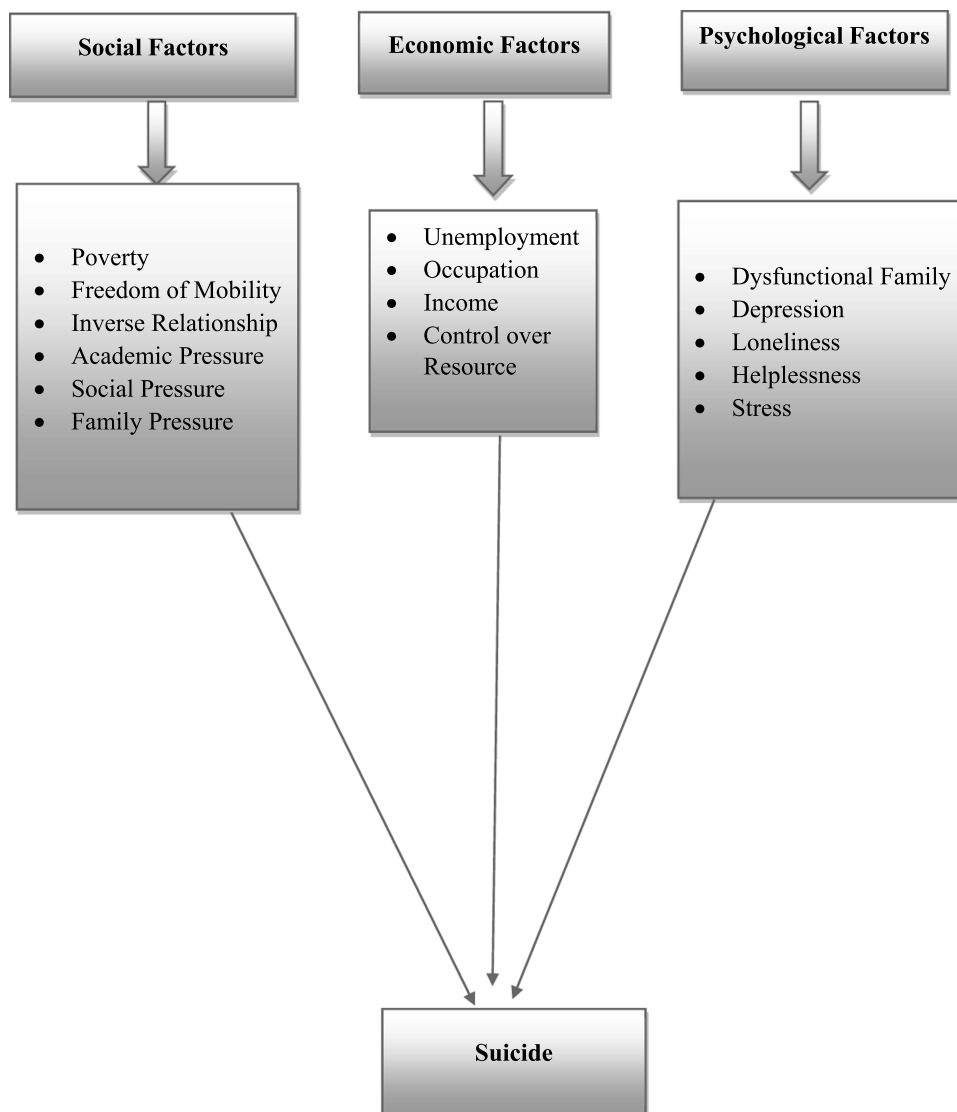 Social Factors
Economic Factors
Psychological Factors
• Poverty
• Freedom of Mobility
• Inverse Relationship
• Academic Pressure
• Social Pressure
• Family Pressure
• Unemployment
• Occupation
• Income
• Control over
Resource
• Dysfunctional Family
• Depression
• Loneliness
• Helplessness
• Stress
Suicide